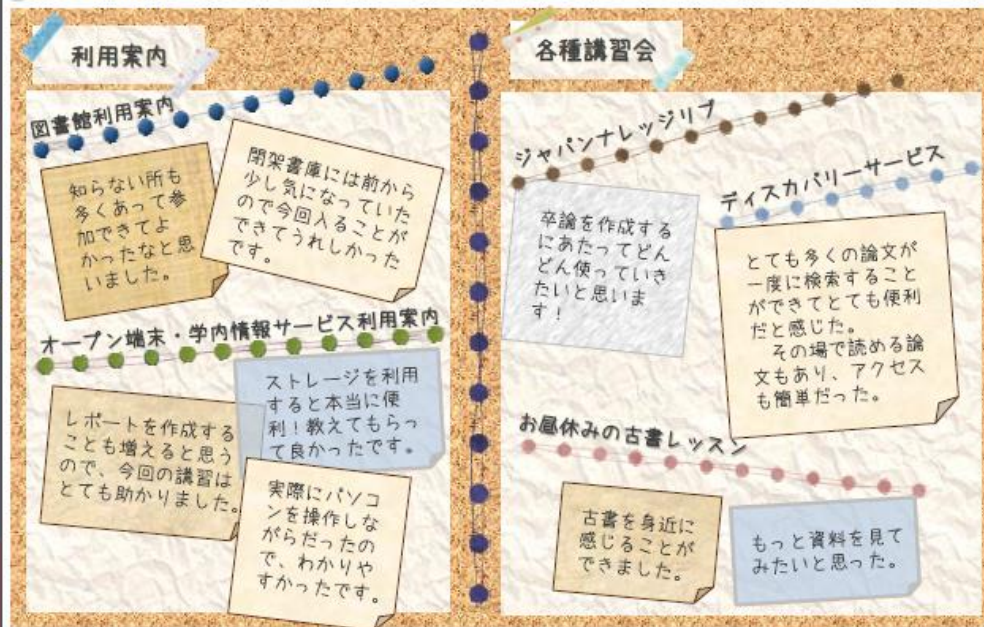 利用案内
図書館利用案内
知らない所も
多くあって参
加できてよ
かったなと思
いました。
閉架書庫には前から
少し気になっていた
ので今回入ることが
できてうれしかった
です。
オープン端末・学内情報サービス利用案内
レポートを作成する
ことも増えると思う
ので、今回の講習は
とても助かりました。
ストレージを利用
すると本当に便
利！教えてもらっ
て良かったです。
実際にパソコ
ンを操作しな
がらだったの
で、わかりや
すかったです。
各種講習会
ジャパンナレッジリブ
卒論を作成する
にあたってどん
どん使っていき
たいと思いま
す！
ディスカバリーサービス
とても多くの論文が
一度に検索すること
ができてとても便利
だと感じた。
その場で読める論
文もあり、アクセス
も簡単だった。
お昼休みの古書レッスン
古書を身近に
感じることが
できました。
もっと資料を見て
みたいと思った。